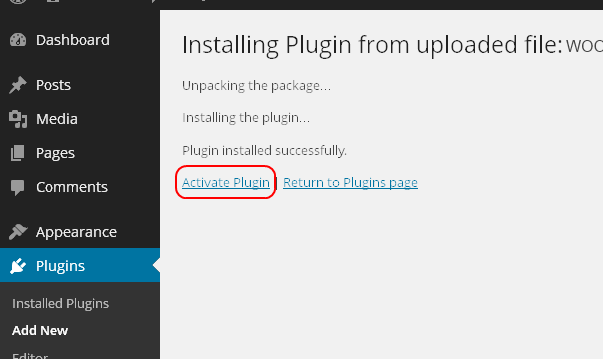 Dashboard
Posts
Media
Pages
Comments
Appearance
Plugins
Installed Plugins
Add New
Editor
Installing Plugin from uploaded file: woo
Unpacking the package…
Installing the plugin…
Plugin installed successfully.
Activate Plugin | Return to Plugins page